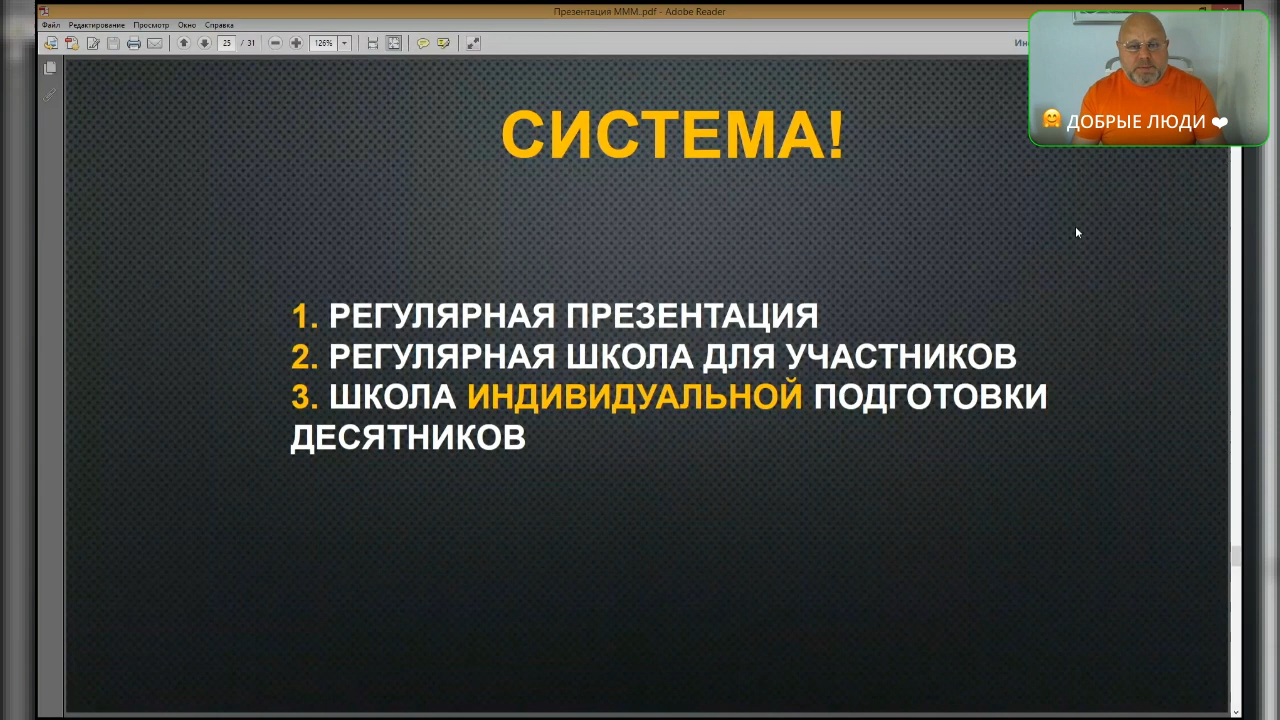 Презентация МММ.pdf - Adobe Reader
Файл Редактирование Просмотр Окно Справка
25 / 31 126%
🤗 ДОБРЫЕ ЛЮДИ ❤
СИСТЕМА!
1. РЕГУЛЯРНАЯ ПРЕЗЕНТАЦИЯ
2. РЕГУЛЯРНАЯ ШКОЛА ДЛЯ УЧАСТНИКОВ
3. ШКОЛА ИНДИВИДУАЛЬНОЙ ПОДГОТОВКИ
ДЕСЯТНИКОВ